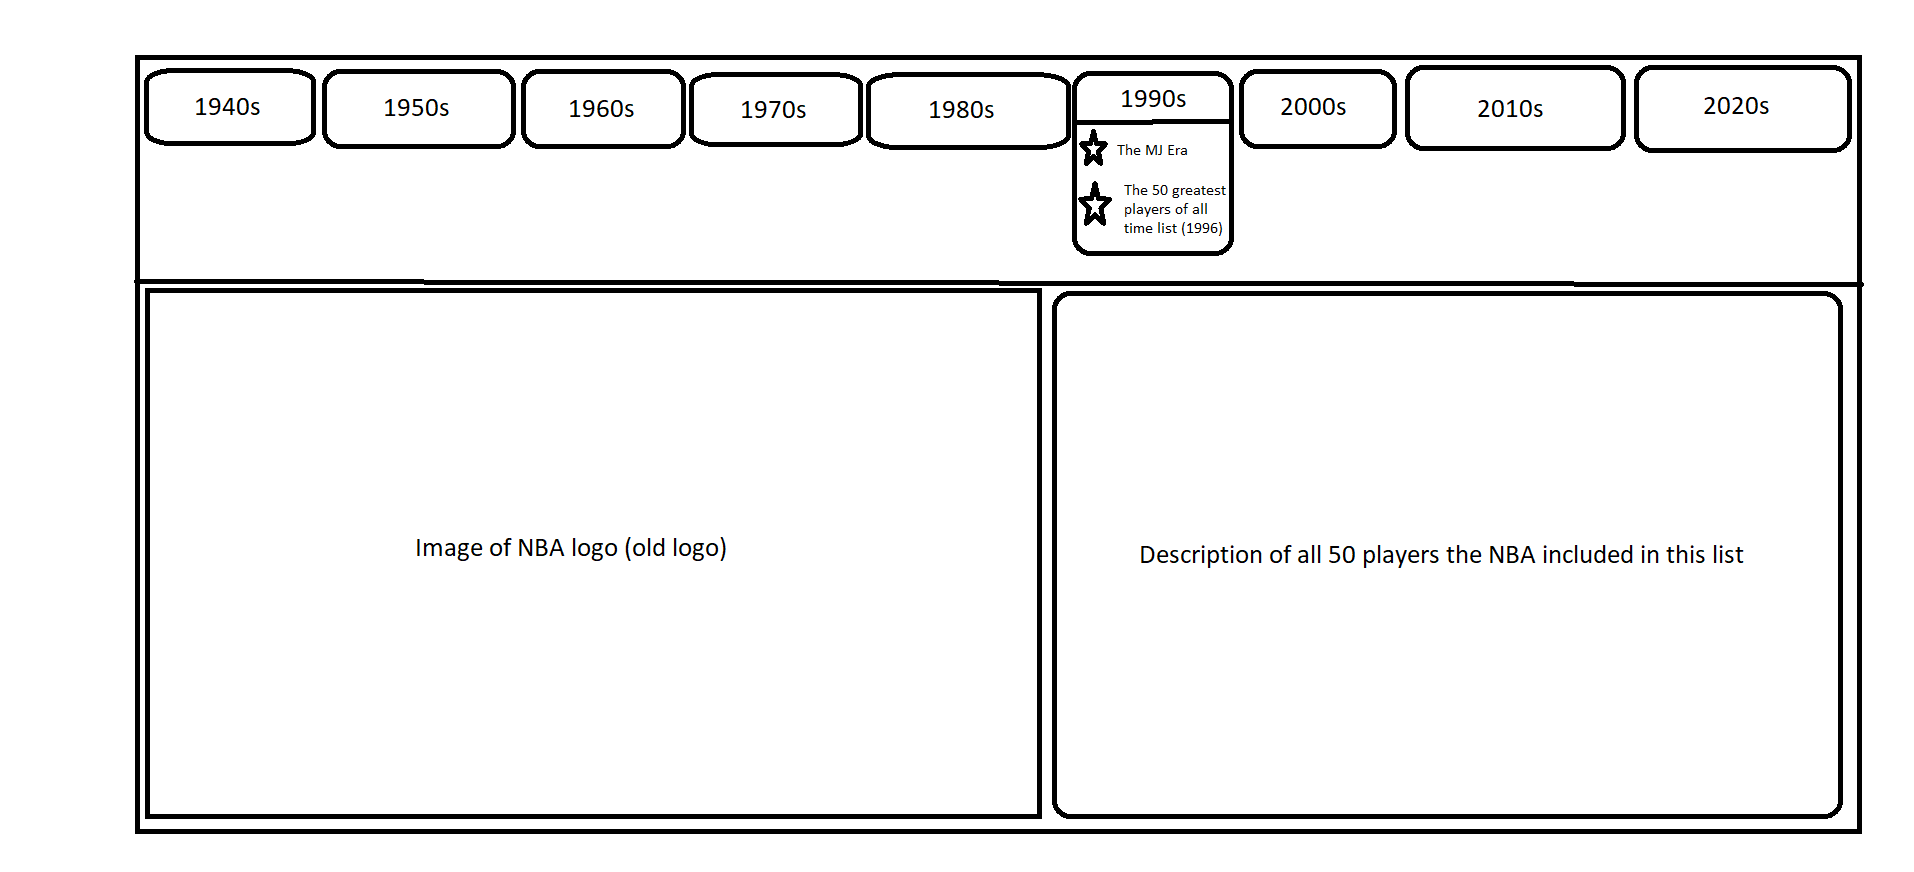 1940s
1950s
1960s
1970s
1980s
1990s
2000s
2010s
2020s
The MJ Era
The 50 greatest
players of all
time list (1996)
Image of NBA logo (old logo)
Description of all 50 players the NBA included in this list